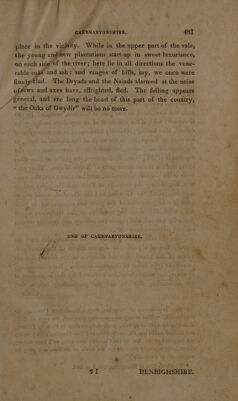 CAERNARVONSHIRE. 481
place in the vicinity. While in the upper part of the vale,
the young and new plantations start up in sweet luxuriance,
on each side of the river; here lie in all directions the vene-
rable oaks and ash: and ranges of hills, say, we once were
finely clad. The Dryads and the Naiads alarmed at the noise
of saws and axes have, affrighted, fled. The felling appears
general, and ere long the boast of this part of the country,
“ the Oaks of Gwydir” will be no more.
END OF CAERNARVONSHIRE.
2 I DENBIGHSHIRE.